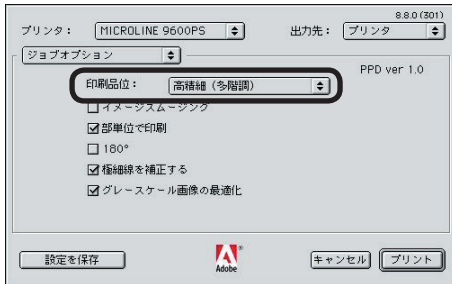 8.8.0 (301)
プリンタ： MICROLINE 9600PS 出力先： プリンタ
ジョブオプション
PPD ver 1.0
印刷品位： 高精細（多階調）
イメージスムージング
部単位で印刷
180°
極細線を補正する
グレースケール画像の最適化
設定を保存 Adobe キャンセル プリント